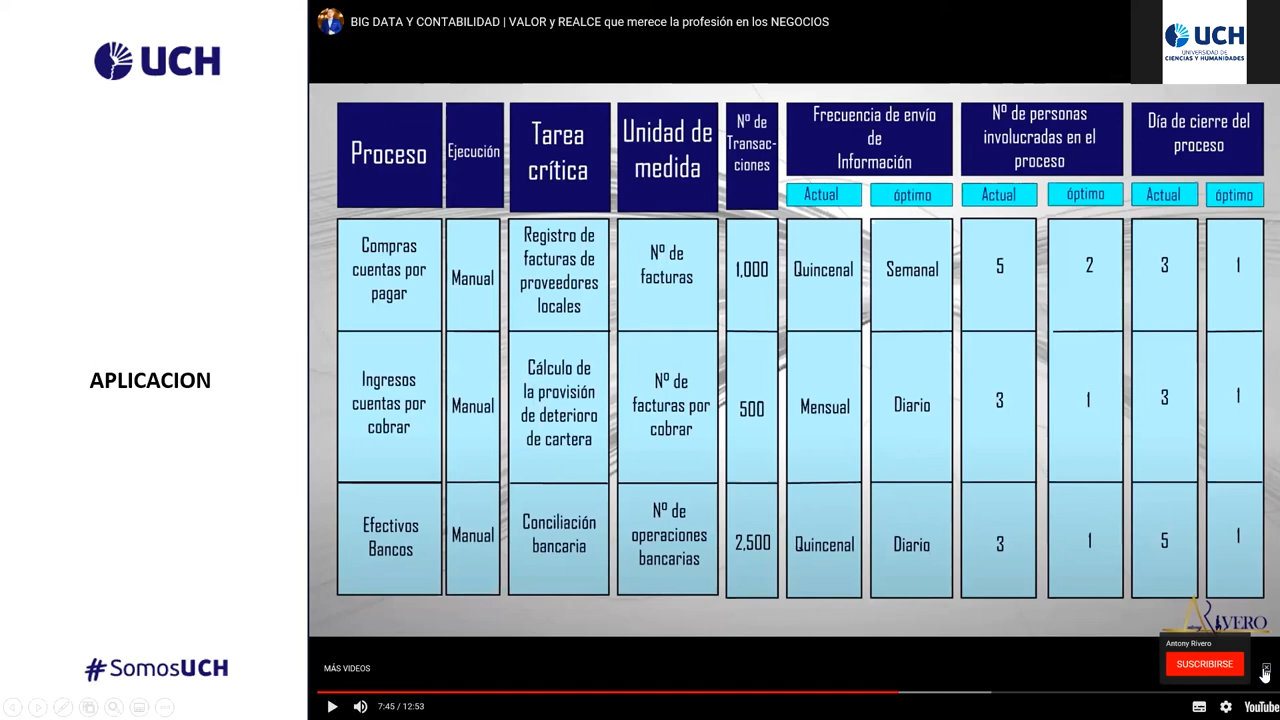 BIG DATA Y CONTABILIDAD | VALOR y REALCE que merece la profesión en los NEGOCIOS
UCH
UCH
UNIVERSIDAD DE
CIENCIAS Y HUMANIDADES
APLICACION
#SomosUCH
Proceso
Ejecución
Tarea
crítica
Unidad de
medida
Nº de
Transac-
ciones
Frecuencia de envío
de
Información
Actual
óptimo
Nº de personas
involucradas en el
proceso
Actual
óptimo
Día de cierre del
proceso
Actual
óptimo
Compras
cuentas por
pagar
Manual
Registro de
facturas de
proveedores
locales
Nº de
facturas
1,000
Quincenal
Semanal
5
2
3
1
Ingresos
cuentas por
cobrar
Manual
Cálculo de
la provisión
de deterioro
de cartera
Nº de
facturas por
cobrar
500
Mensual
Diario
3
1
3
1
Efectivos
Bancos
Manual
Conciliación
bancaria
Nº de
operaciones
bancarias
2,500
Quincenal
Diario
3
1
5
1
Antony RIVERO
Antony Rivero
SUSCRIBIRSE
MÁS VIDEOS
7:45 / 12:53
YouTube